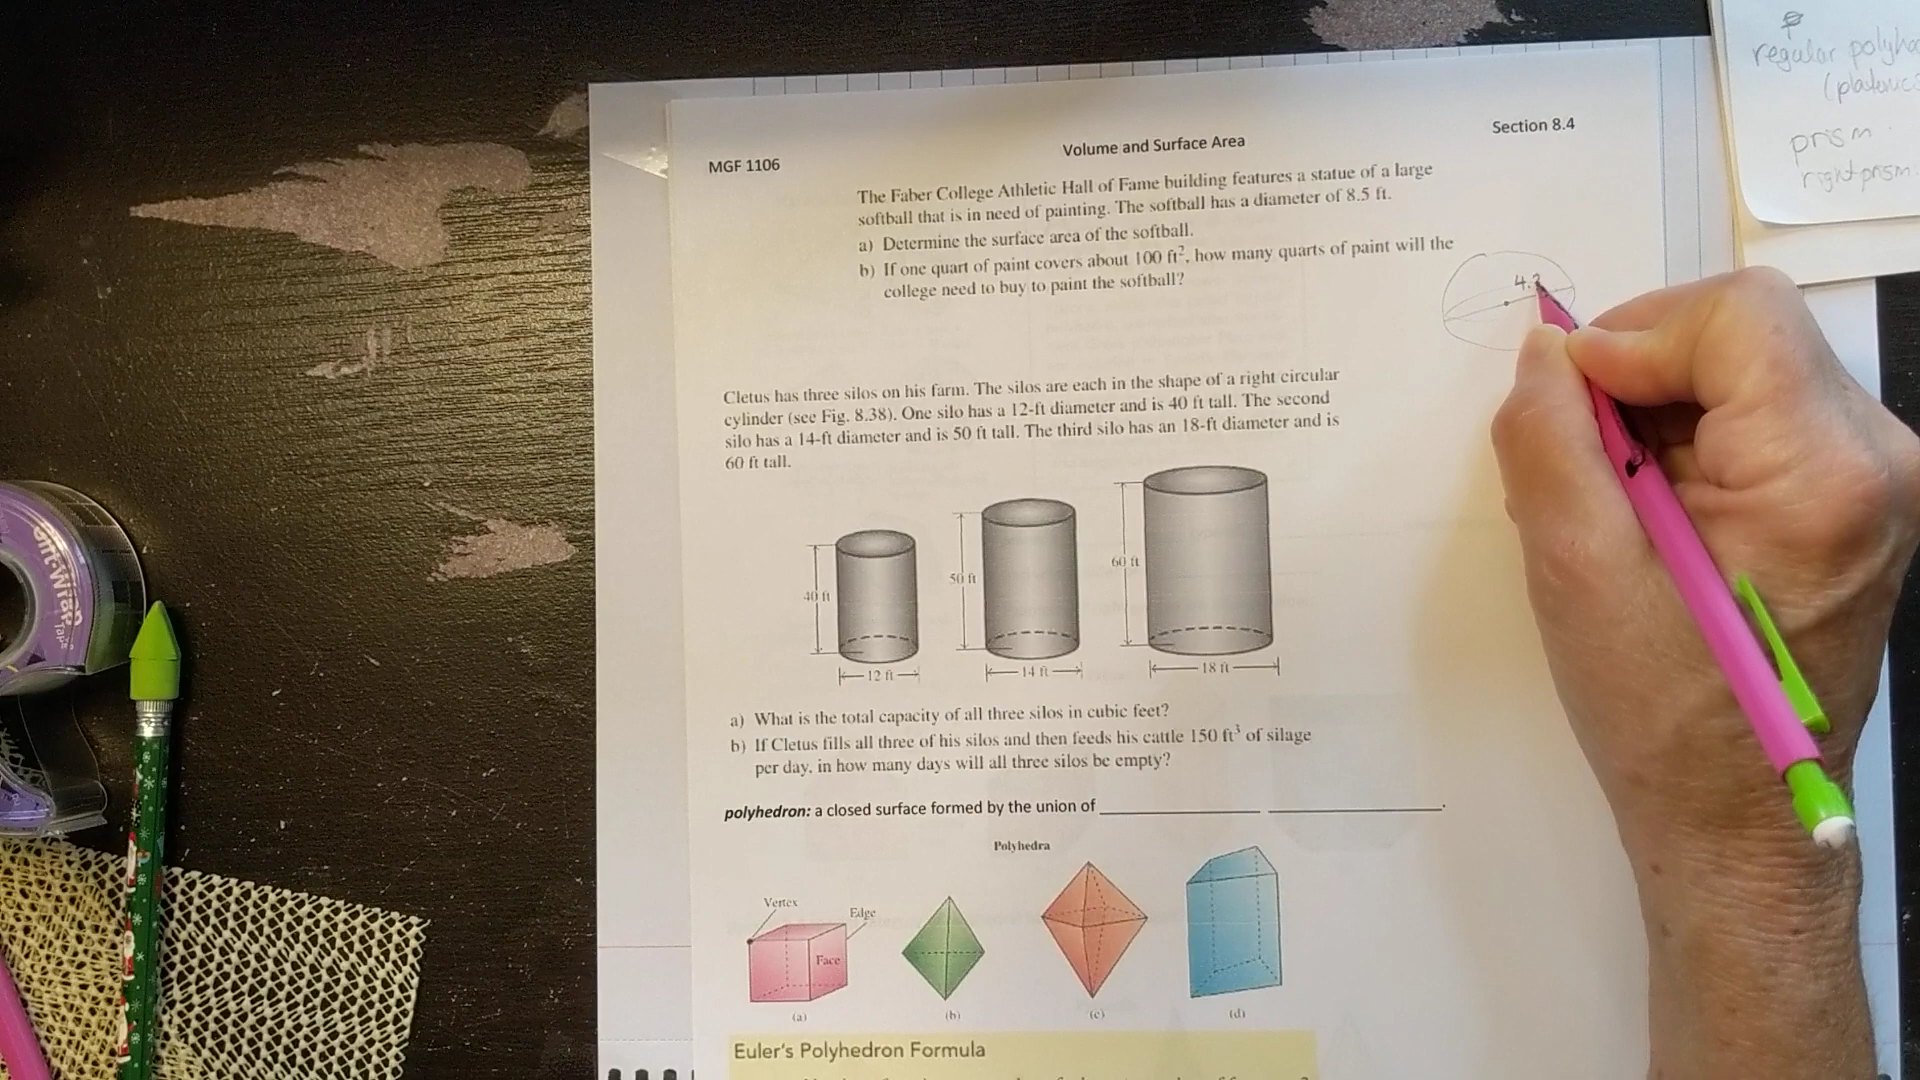 regular
prism
right prism
Section 8.4
Volume and Surface Area
MGF 1106
The Faber College Athletic Hall of Fame building features a statue of a large
softball that is in need of painting. The softball has a diameter of 8.5 ft.
a) Determine the surface area of the softball.
b) If one quart of paint covers about 100 ft², how many quarts of paint will the
college need to buy to paint the softball?
Cletus has three silos on his farm. The silos are each in the shape of a right circular
cylinder (see Fig. 8.38). One silo has a 12-ft diameter and is 40 ft tall. The second
silo has a 14-ft diameter and is 50 ft tall. The third silo has an 18-ft diameter and is
60 ft tall.
40 ft
50 ft
60 ft
12 ft
14 ft
18 ft
a) What is the total capacity of all three silos in cubic feet?
b) If Cletus fills all three of his silos and then feeds his cattle 150 ft³ of silage
per day, in how many days will all three silos be empty?
polyhedron: a closed surface formed by the union of ____________ ____________.
Polyhedra
Vertex
Edge
Face
(a)
(b)
(c)
(d)
Euler's Polyhedron Formula
Gift-Wrap
Tape